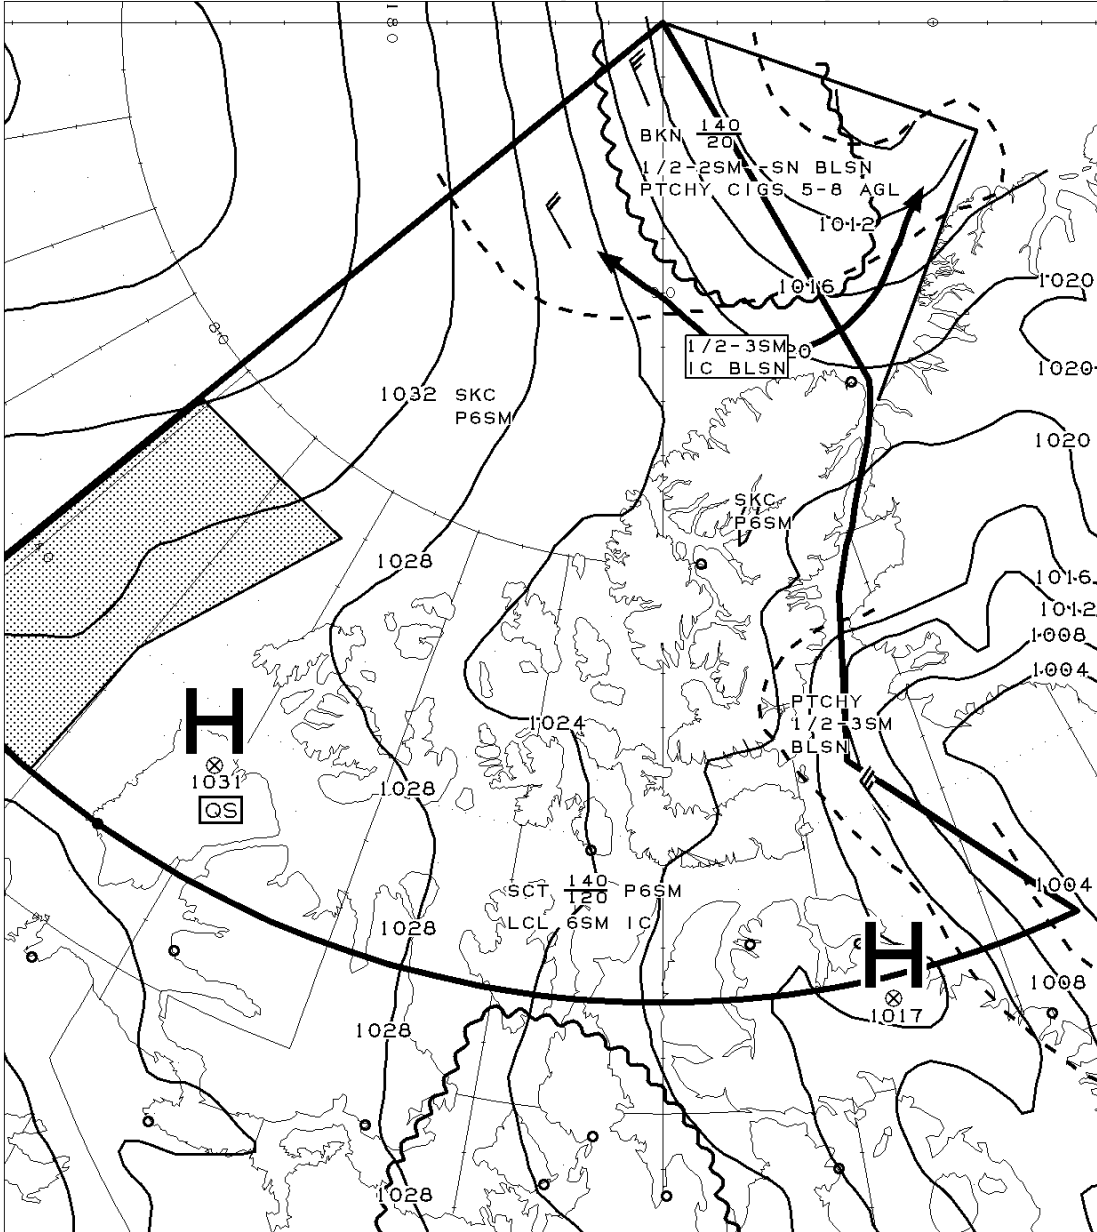 180
0
BKN 140
20
1/2-2SM -SN BLSN
PTCHY CIGS 5-8 AGL
1012
1016
1020
1/2-3SM
IC BLSN
20
1020
1032 SKC
P6SM
1020
SKC
P6SM
1028
1016
1012
1008
1004
H
1031
QS
PTCHY
1/2-3SM
BLSN
1024
1028
SCT 140 P6SM
120
LCL 6SM IC
1004
1028
H
1017
1008
1028
1028